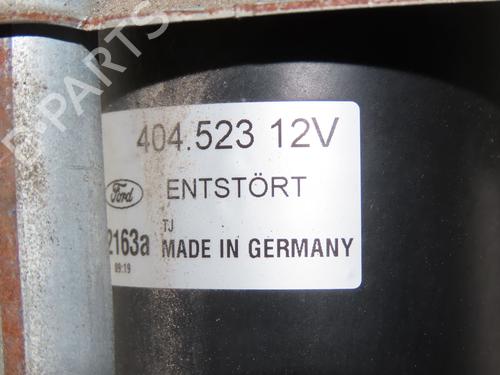 404.523 12V
Ford ENTSTÖRT
TJ
2163a MADE IN GERMANY
09:19